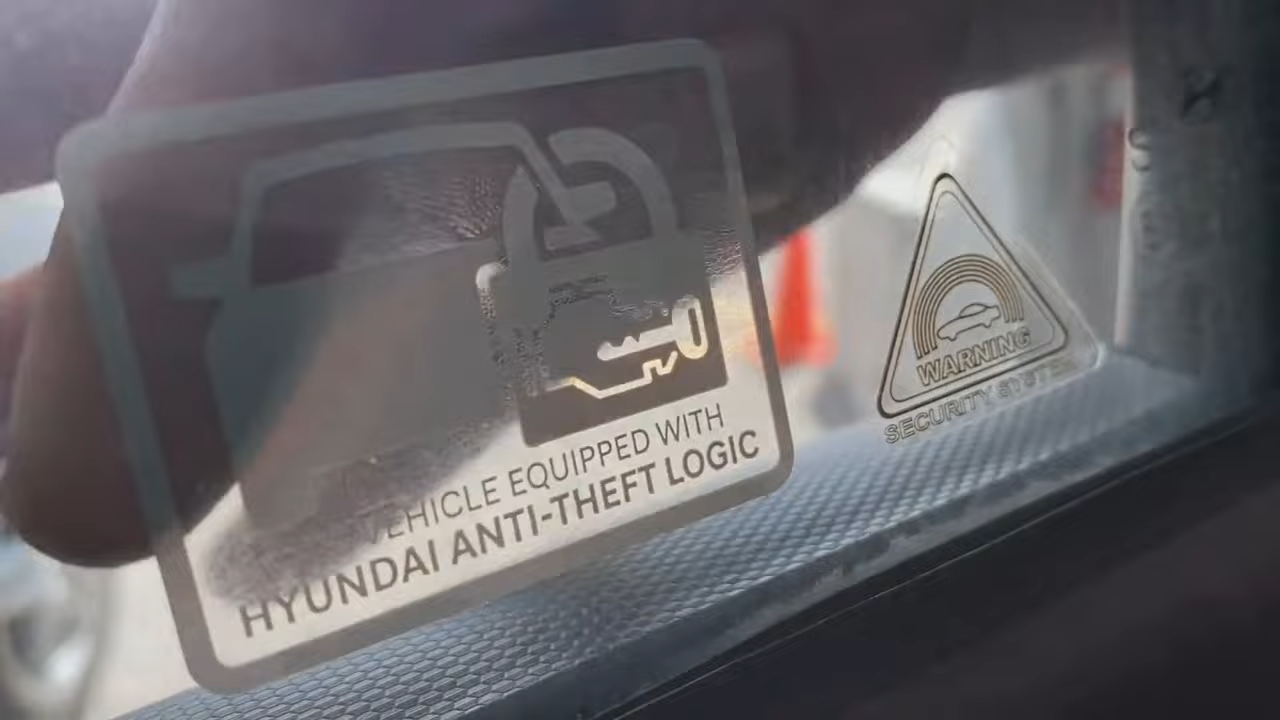 VEHICLE EQUIPPED WITH
HYUNDAI ANTI-THEFT LOGIC
WARNING
SECURITY SYSTEM